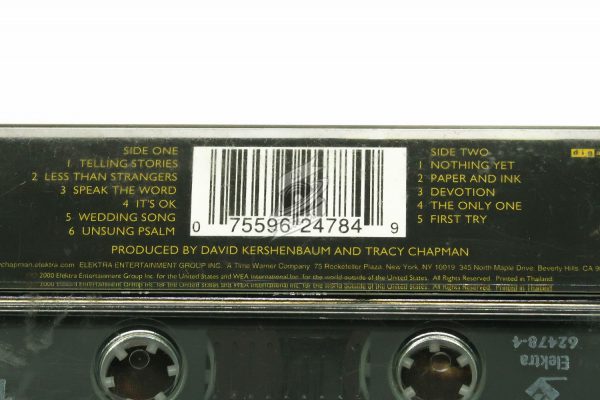 SIDE ONE
1 TELLING STORIES
2 LESS THAN STRANGERS
3 SPEAK THE WORD
4 IT'S OK
5 WEDDING SONG
6 UNSUNG PSALM
0 75596 24784 9
SIDE TWO
1 NOTHING YET
2 PAPER AND INK
3 DEVOTION
4 THE ONLY ONE
5 FIRST TRY
PRODUCED BY DAVID KERSHENBAUM AND TRACY CHAPMAN
chapman.elektra.com ELEKTRA ENTERTAINMENT GROUP INC. A Time Warner Company 75 Rockefeller Plaza, New York, NY 10019 345 North Maple Drive, Beverly Hills, CA
2000 Elektra Entertainment Group Inc. for the United States and WEA International Inc. for the world outside of the United States. All Rights Reserved. Printed in Thailand
Elektra
62478-4